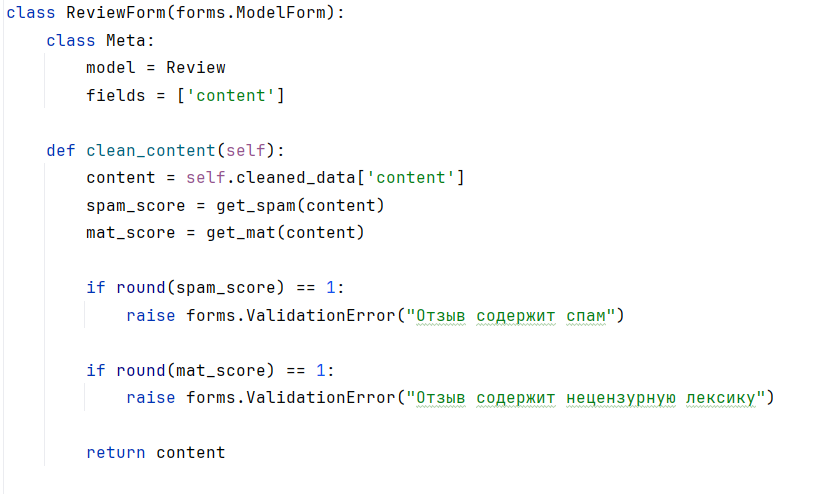 class ReviewForm(forms.ModelForm):
    class Meta:
        model = Review
        fields = ['content']

    def clean_content(self):
        content = self.cleaned_data['content']
        spam_score = get_spam(content)
        mat_score = get_mat(content)

        if round(spam_score) == 1:
            raise forms.ValidationError("Отзыв содержит спам")

        if round(mat_score) == 1:
            raise forms.ValidationError("Отзыв содержит нецензурную лексику")

        return content